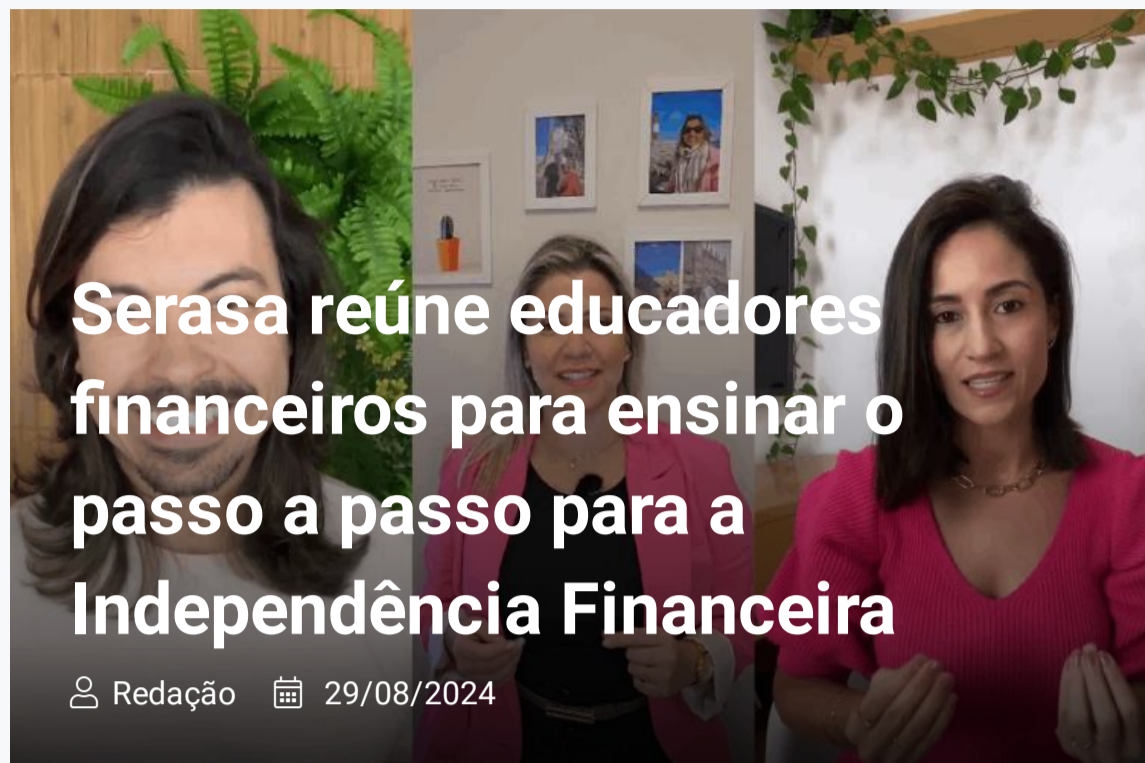 Serasa reúne educadores
financeiros para ensinar o
passo a passo para a
Independência Financeira
Redação 29/08/2024